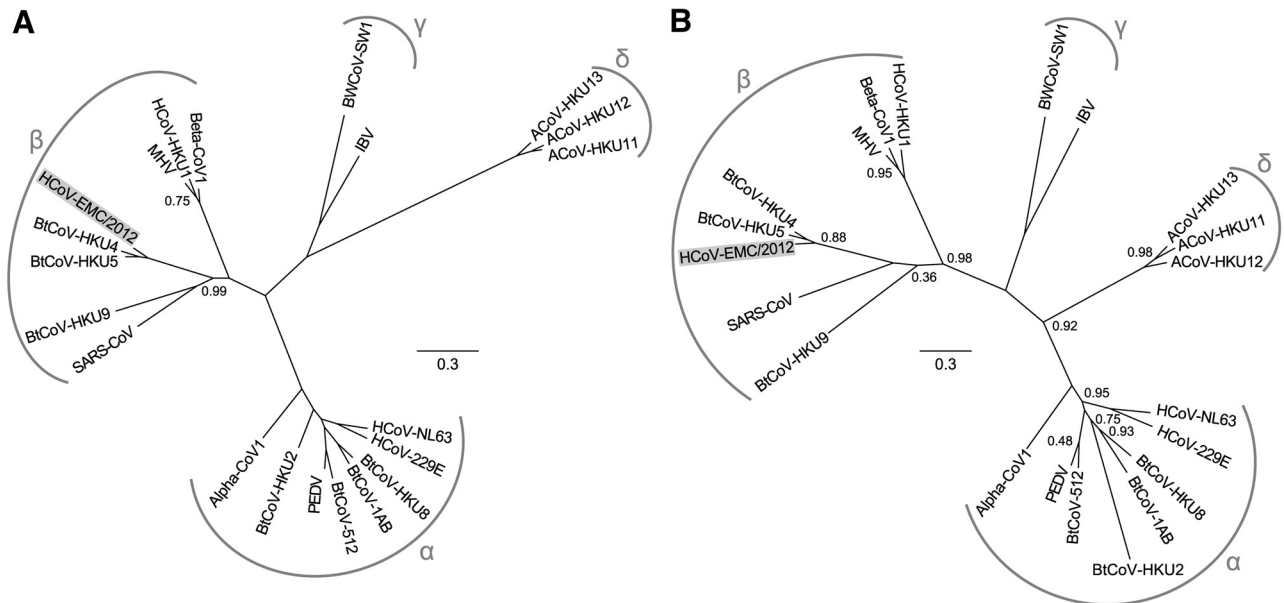 A
γ
BWCoV-SW1
IBV
δ
ACoV-HKU13
ACoV-HKU12
ACoV-HKU11
β
HCoV-HKU1
Beta-CoV1
MHV
0.75
HCoV-EMC/2012
BtCoV-HKU4
BtCoV-HKU5
0.99
BtCoV-HKU9
SARS-CoV
0.3
Alpha-CoV1
BtCoV-HKU2
PEDV
BtCoV-512
BtCoV-1AB
BtCoV-HKU8
HCoV-229E
HCoV-NL63
α
B
γ
BWCoV-SW1
IBV
δ
ACoV-HKU13
ACoV-HKU11
ACoV-HKU12
0.98
β
HCoV-HKU1
Beta-CoV1
MHV
0.95
BtCoV-HKU4
BtCoV-HKU5
0.88
HCoV-EMC/2012
0.98
0.36
SARS-CoV
BtCoV-HKU9
0.92
0.3
0.95
HCoV-NL63
0.75
0.93
HCoV-229E
0.48
Alpha-CoV1
PEDV
BtCoV-512
BtCoV-HKU8
BtCoV-1AB
BtCoV-HKU2
α